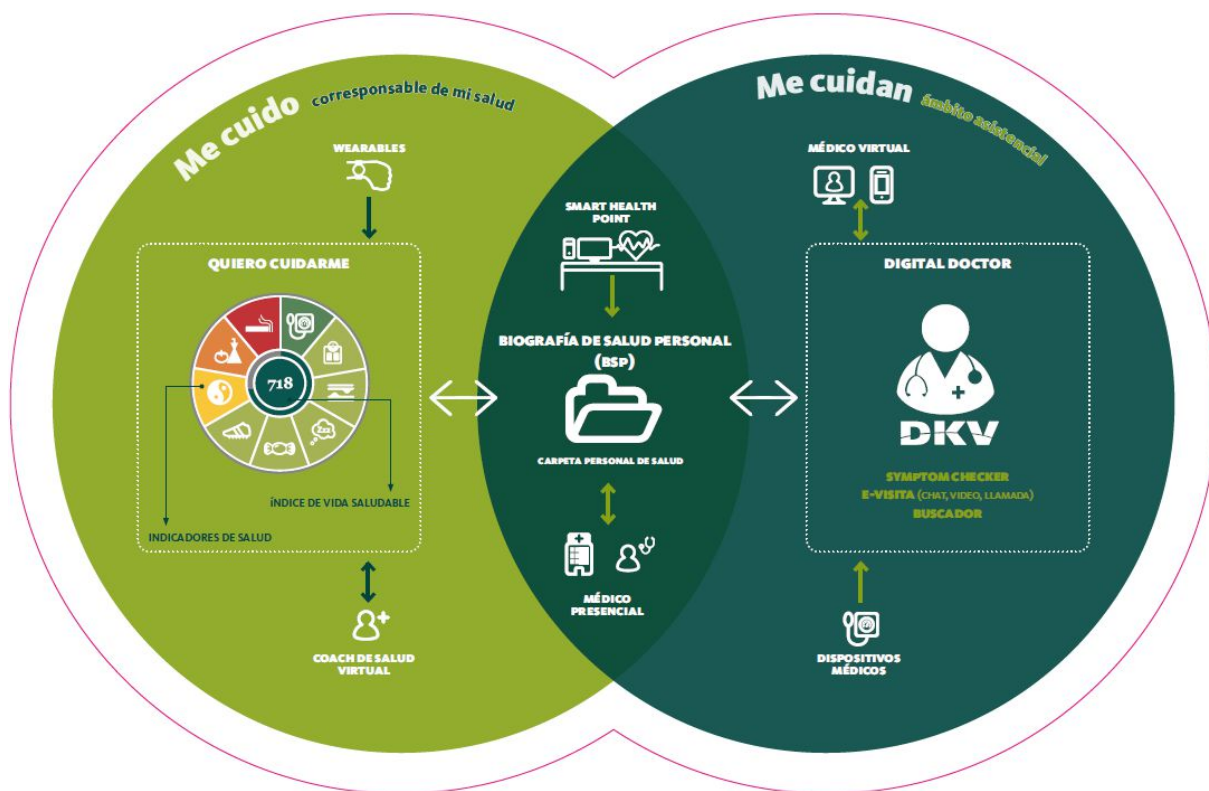 Me cuido corresponsable de mi salud
WEARABLES
QUIERO CUIDARME
718
Zzz
ÍNDICE DE VIDA SALUDABLE
INDICADORES DE SALUD
COACH DE SALUD
VIRTUAL
SMART HEALTH
POINT
BIOGRAFÍA DE SALUD PERSONAL
(BSP)
CARPETA PERSONAL DE SALUD
MÉDICO
PRESENCIAL
Me cuidan ámbito asistencial
MÉDICO VIRTUAL
DIGITAL DOCTOR
DKV
SYMPTOM CHECKER
E-VISITA (CHAT, VIDEO, LLAMADA)
BUSCADOR
DISPOSITIVOS
MÉDICOS